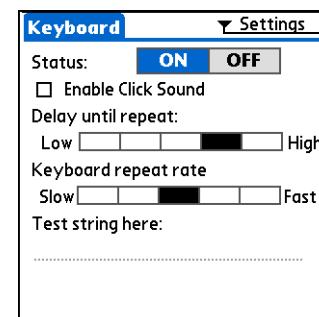 Keyboard Settings
Status: ON OFF
Enable Click Sound
Delay until repeat:
Low High
Keyboard repeat rate
Slow Fast
Test string here: